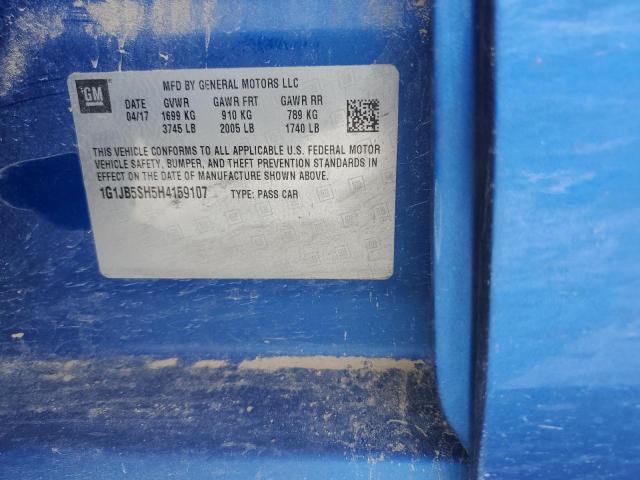 GM
MFD BY GENERAL MOTORS LLC
DATE GVWR GAWR FRT GAWR RR
04/17 1699 KG 910 KG 789 KG
3745 LB 2005 LB 1740 LB
THIS VEHICLE CONFORMS TO ALL APPLICABLE U.S. FEDERAL MOTOR
VEHICLE SAFETY, BUMPER, AND THEFT PREVENTION STANDARDS IN
EFFECT ON THE DATE OF MANUFACTURE SHOWN ABOVE.
1G1JB5SH5H4159107 TYPE: PASS CAR